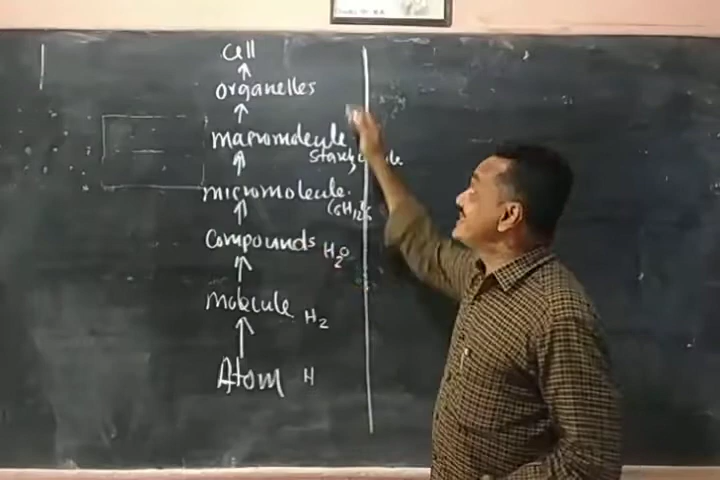 Cell
organelles
macromolecule
micromolecule.
Compounds H₂O
Molecule H₂
Atom H